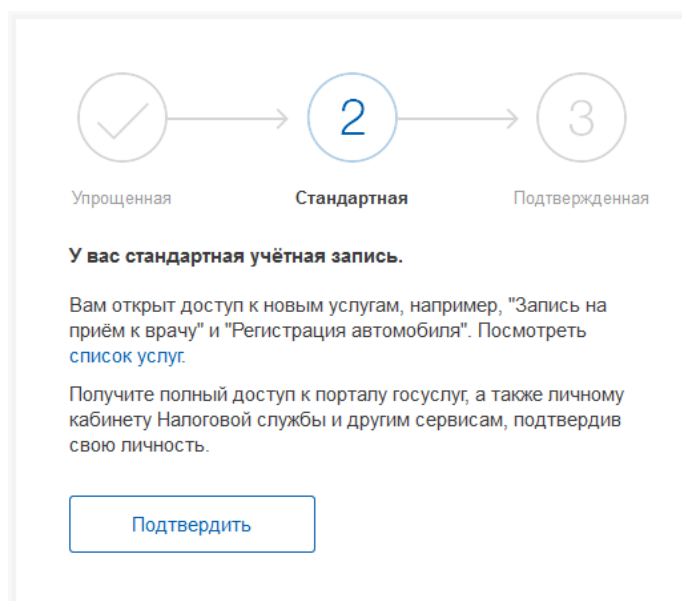 2
3
Упрощенная
Стандартная
Подтвержденная
У вас стандартная учётная запись.
Вам открыт доступ к новым услугам, например, "Запись на
приём к врачу" и "Регистрация автомобиля". Посмотреть
список услуг.
Получите полный доступ к порталу госуслуг, а также личному
кабинету Налоговой службы и другим сервисам, подтвердив
свою личность.
Подтвердить